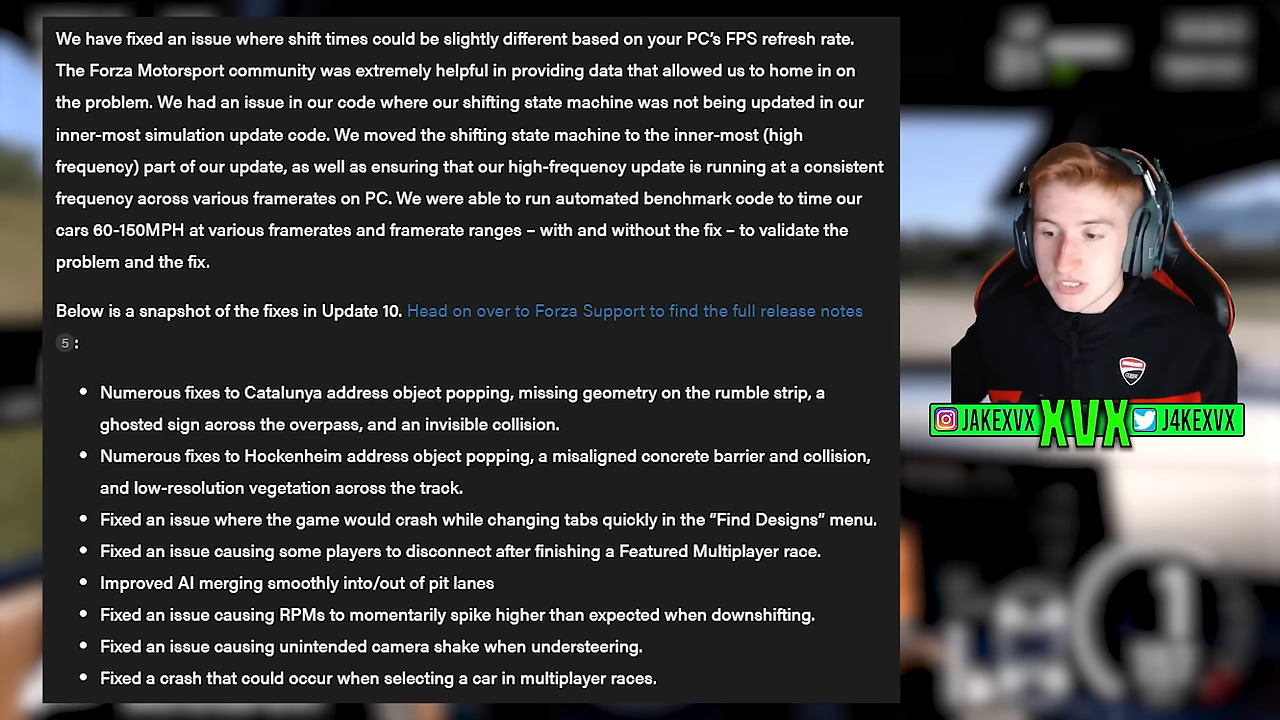 We have fixed an issue where shift times could be slightly different based on your PC's FPS refresh rate.
The Forza Motorsport community was extremely helpful in providing data that allowed us to home in on
the problem. We had an issue in our code where our shifting state machine was not being updated in our
inner-most simulation update code. We moved the shifting state machine to the inner-most (high
frequency) part of our update, as well as ensuring that our high-frequency update is running at a consistent
frequency across various framerates on PC. We were able to run automated benchmark code to time our
cars 60-150MPH at various framerates and framerate ranges – with and without the fix – to validate the
problem and the fix.
Below is a snapshot of the fixes in Update 10. Head on over to Forza Support to find the full release notes
5 :
• Numerous fixes to Catalunya address object popping, missing geometry on the rumble strip, a
ghosted sign across the overpass, and an invisible collision.
• Numerous fixes to Hockenheim address object popping, a misaligned concrete barrier and collision,
and low-resolution vegetation across the track.
• Fixed an issue where the game would crash while changing tabs quickly in the “Find Designs” menu.
• Fixed an issue causing some players to disconnect after finishing a Featured Multiplayer race.
• Improved AI merging smoothly into/out of pit lanes
• Fixed an issue causing RPMs to momentarily spike higher than expected when downshifting.
• Fixed an issue causing unintended camera shake when understeering.
• Fixed a crash that could occur when selecting a car in multiplayer races.
DUCATI
JAKEXVX XVX J4KEXVX